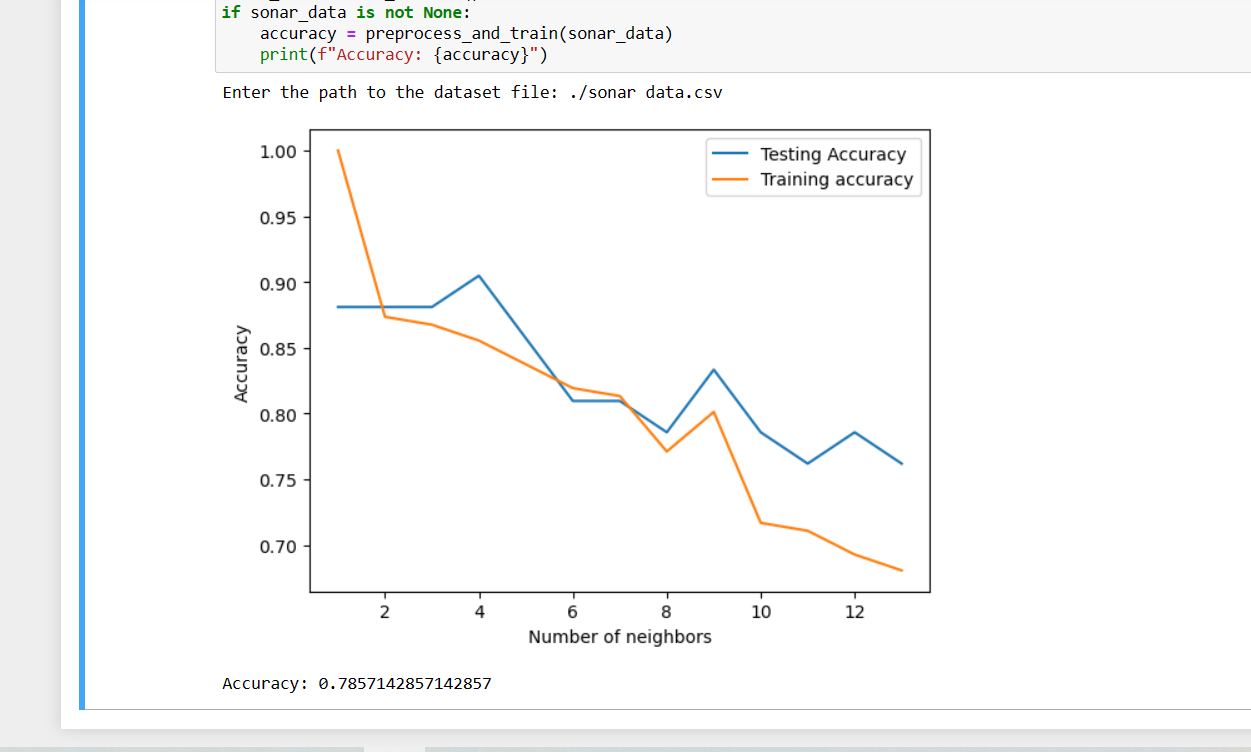 if sonar_data is not None:
    accuracy = preprocess_and_train(sonar_data)
    print(f"Accuracy: {accuracy}")
Enter the path to the dataset file: ./sonar data.csv
Testing Accuracy
Training accuracy
1.00
0.95
0.90
0.85
0.80
0.75
0.70
Accuracy
2 4 6 8 10 12
Number of neighbors
Accuracy: 0.7857142857142857